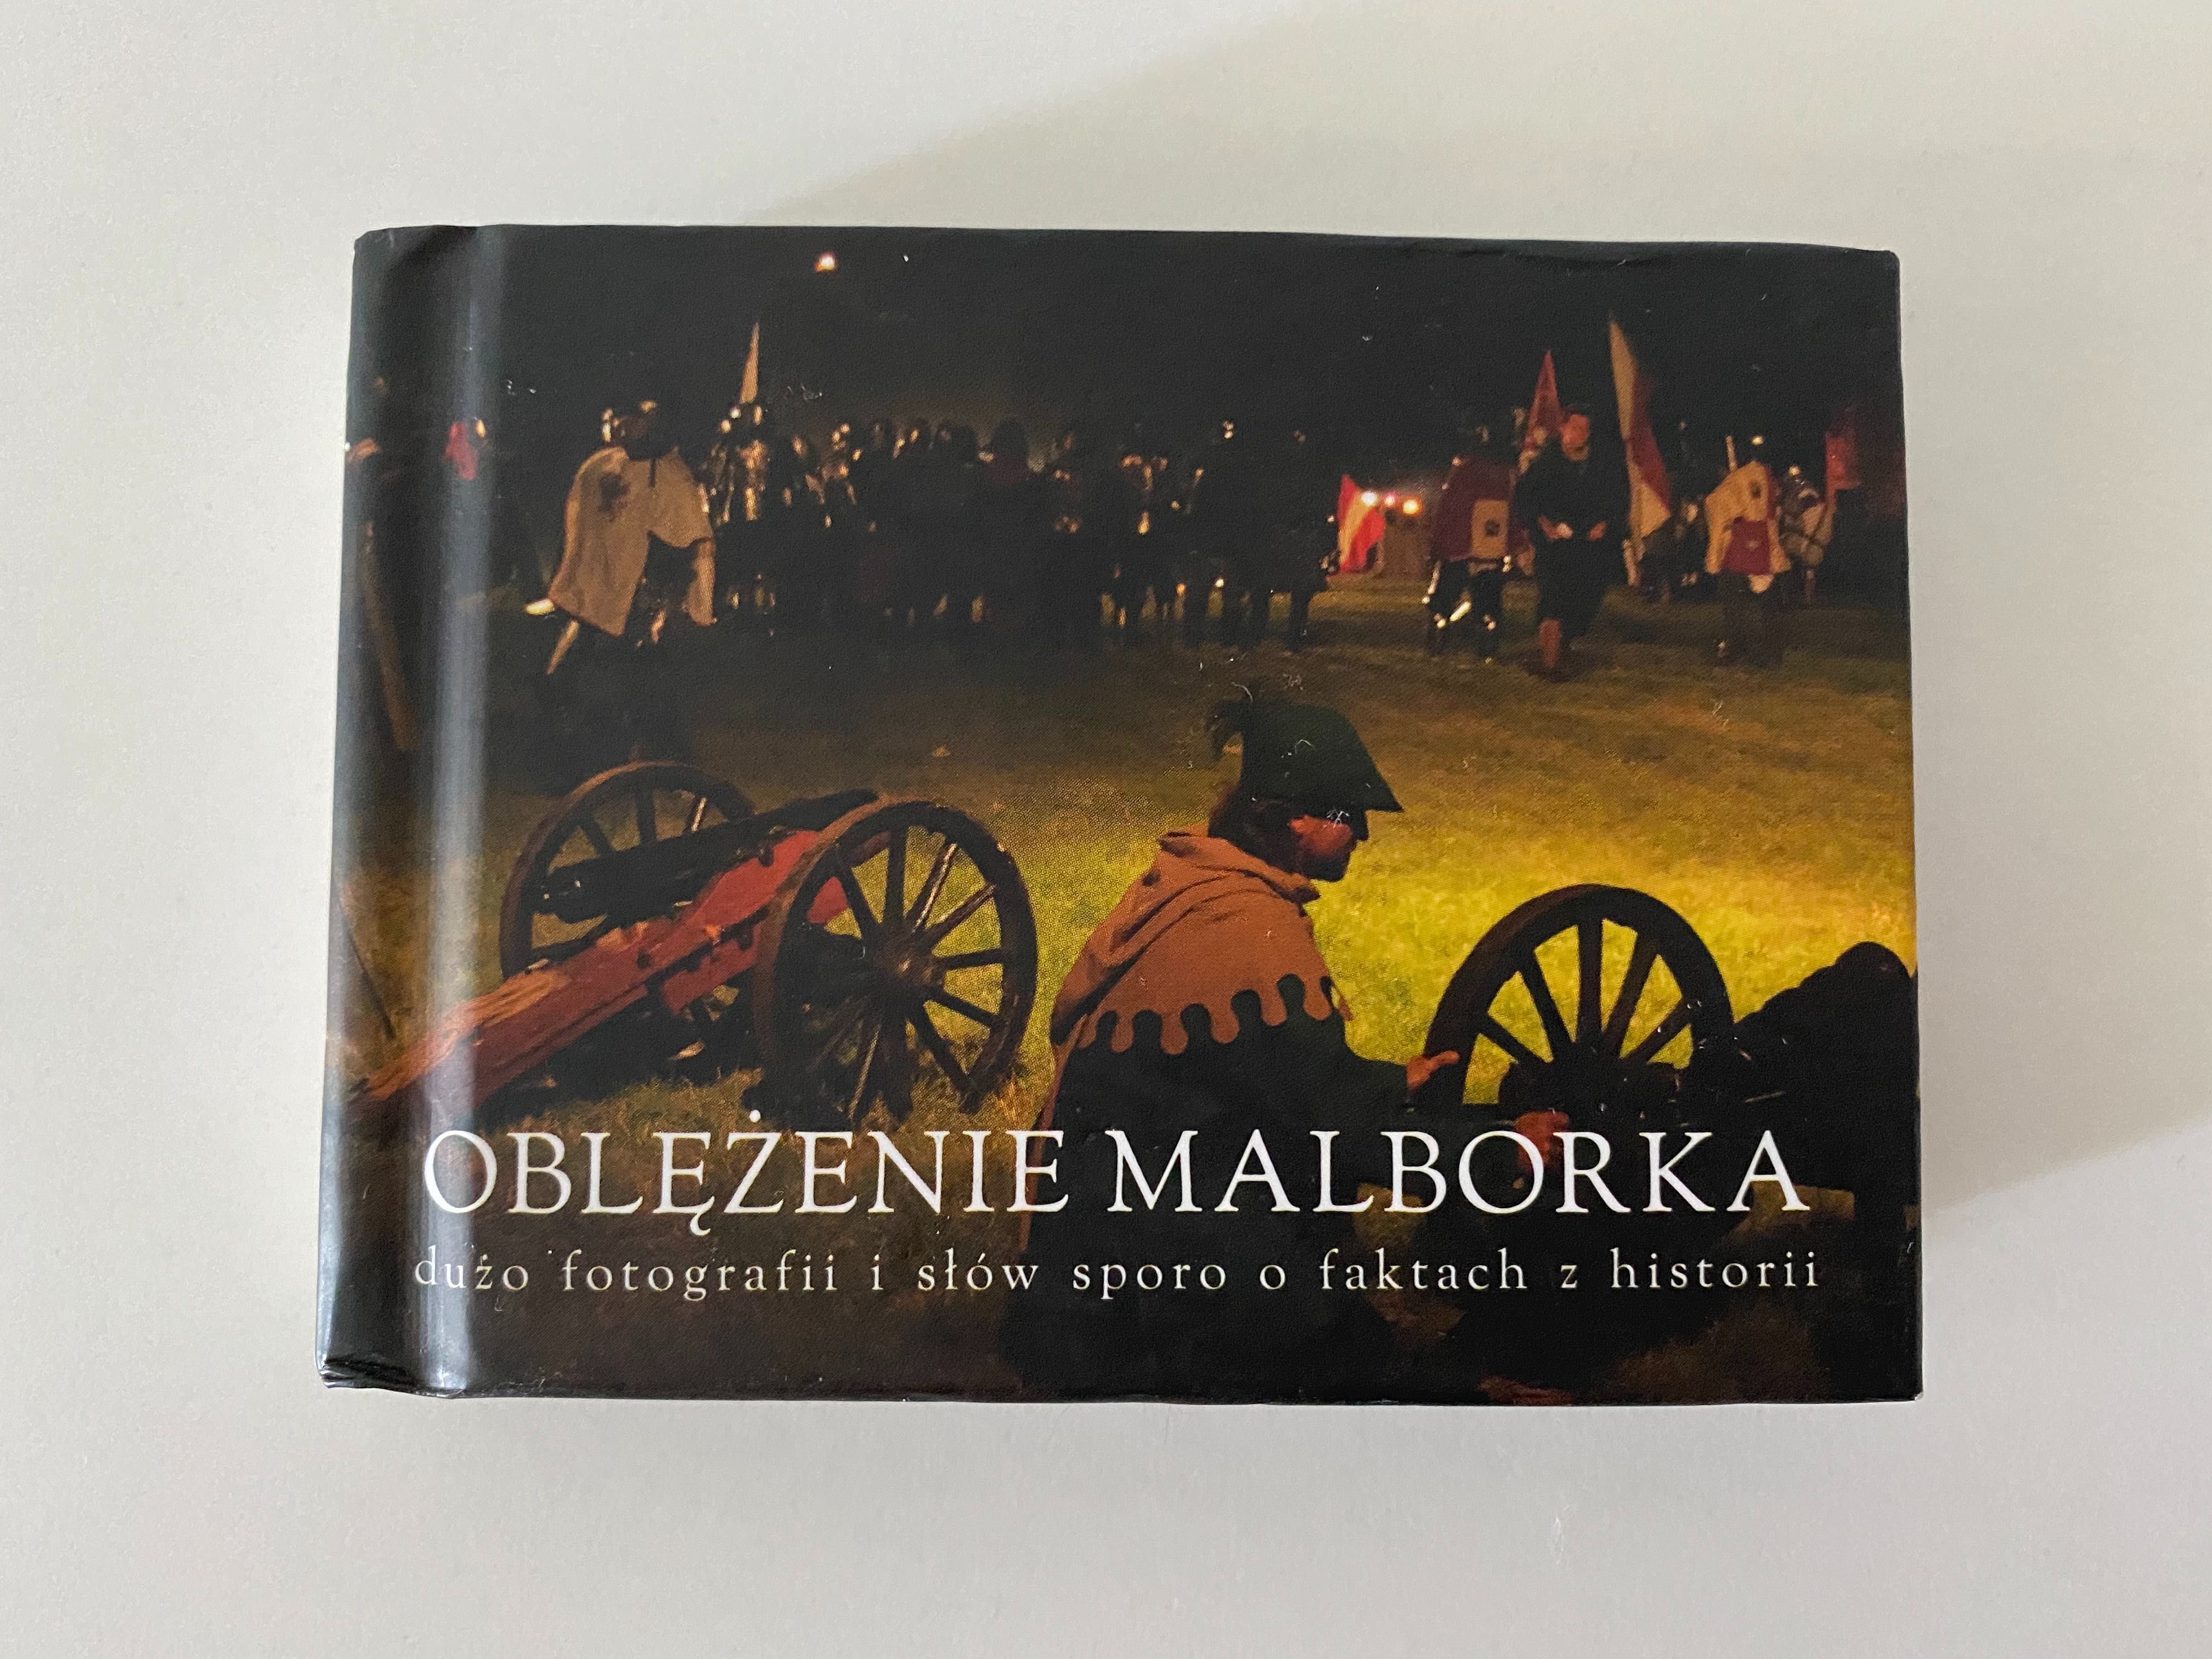 OBLĘŻENIE MALBORKA
dużo fotografii i słów sporo o faktach z historii